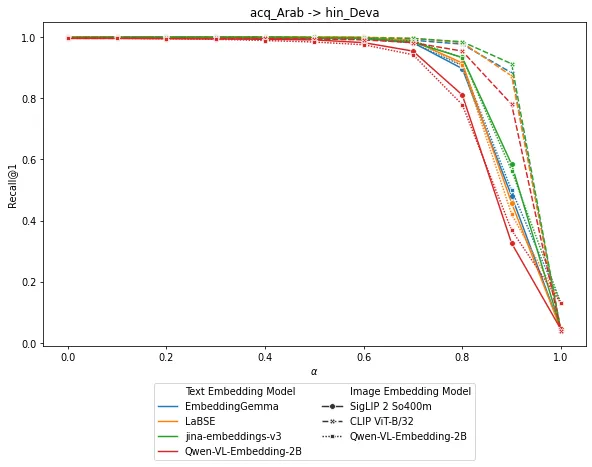 acq_Arab -> hin_Deva
1.0
0.8
0.6
0.4
0.2
0.0
Recall@1
0.0 0.2 0.4 0.6 0.8 1.0
α
Text Embedding Model
EmbeddingGemma
LaBSE
jina-embeddings-v3
Qwen-VL-Embedding-2B
Image Embedding Model
SigLIP 2 So400m
CLIP ViT-B/32
Qwen-VL-Embedding-2B